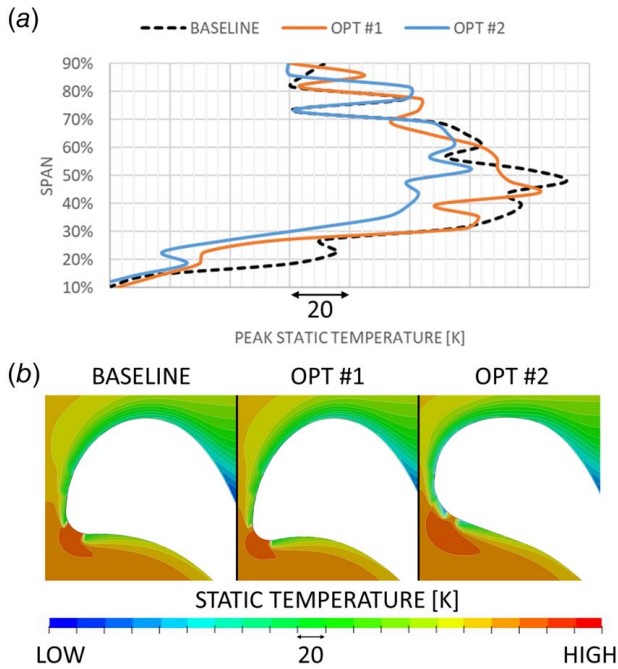 (a)
BASELINE OPT #1 OPT #2
90%
80%
70%
60%
50%
40%
30%
20%
10%
SPAN
20
PEAK STATIC TEMPERATURE [K]
(b)
BASELINE OPT #1 OPT #2
STATIC TEMPERATURE [K]
LOW 20 HIGH